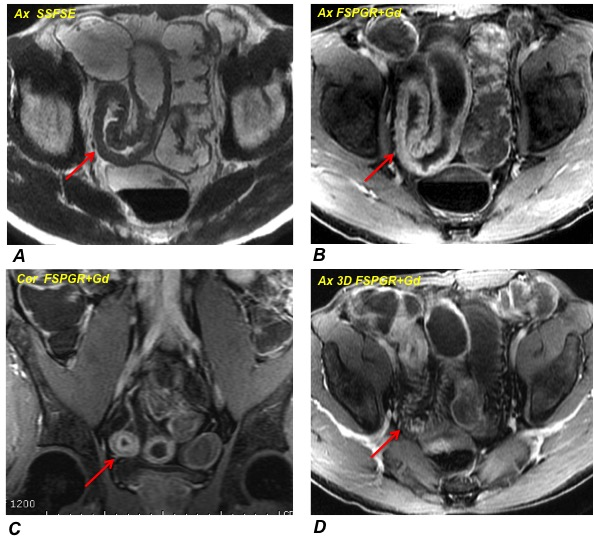 Ax SSFSE
Ax FSPGR+Gd
A
B
Cor FSPGR+Gd
Ax 3D FSPGR+Gd
1200
C
D